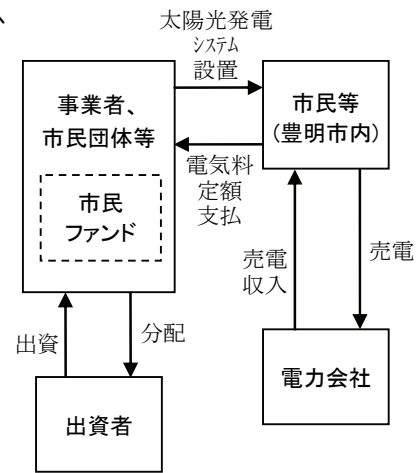 太陽光発電
システム
設置
事業者、
市民団体等
市民等
(豊明市内)
電気料
定額
支払
市民
ファンド
売電
収入
売電
出資
分配
出資者
電力会社